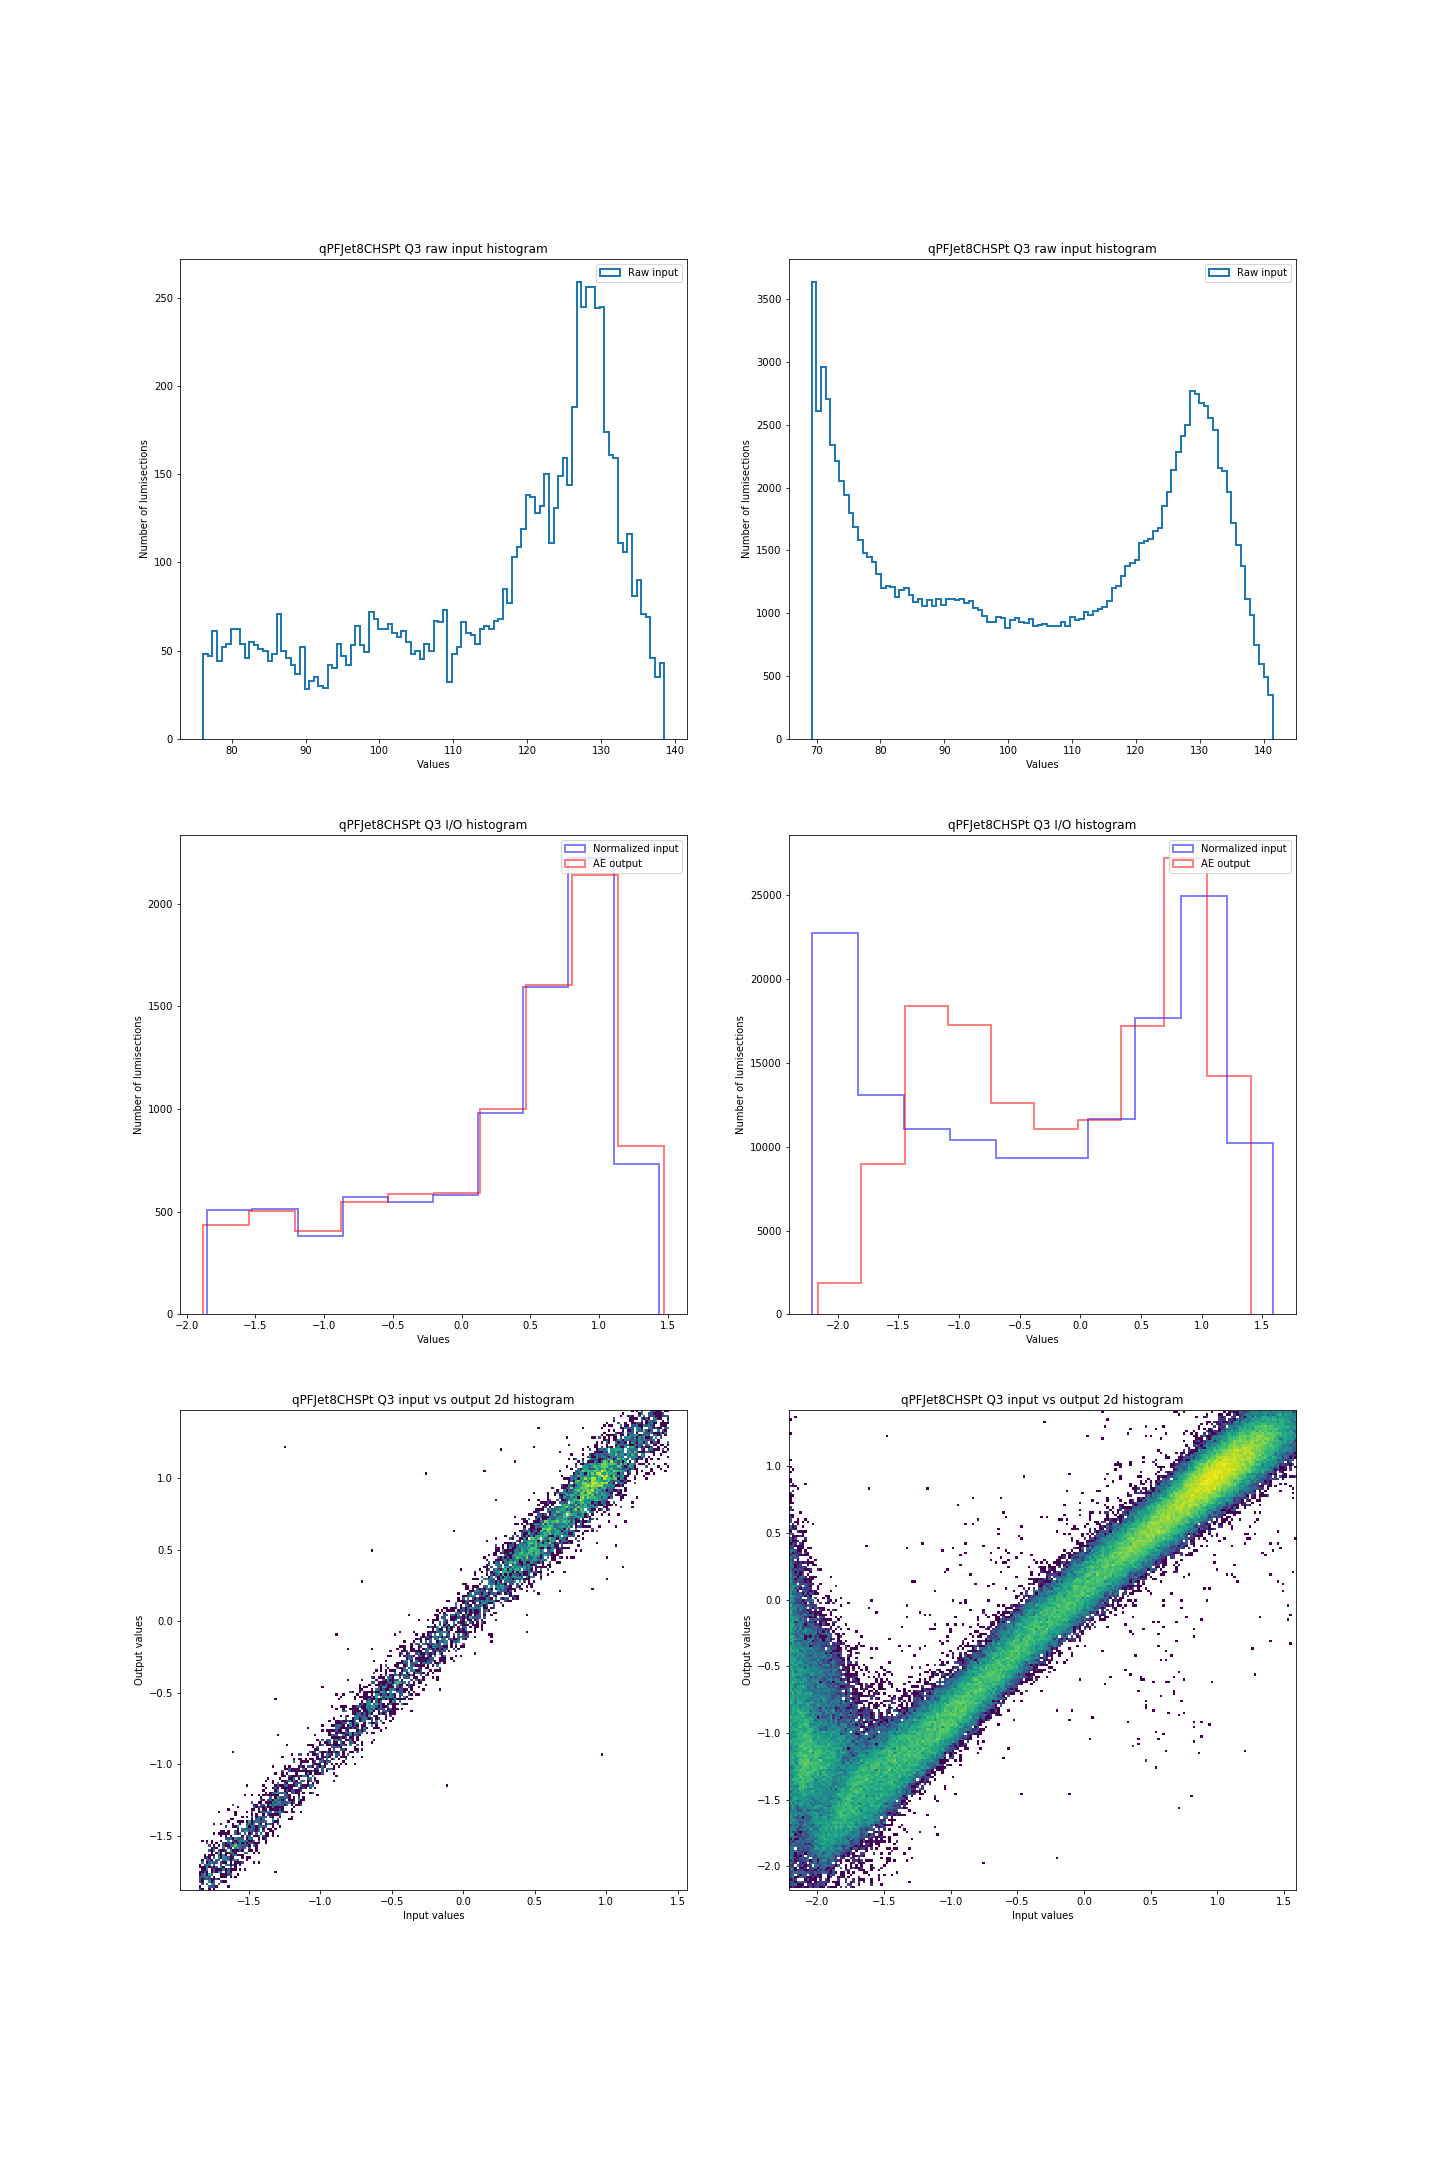 qPFJet8CHSPt Q3 raw input histogram
Raw input
Number of lumisections
250
200
150
100
50
0
80 90 100 110 120 130 140
Values
qPFJet8CHSPt Q3 raw input histogram
Raw input
Number of lumisections
3500
3000
2500
2000
1500
1000
500
0
70 80 90 100 110 120 130 140
Values
qPFJet8CHSPt Q3 I/O histogram
Normalized input
AE output
Number of lumisections
2000
1500
1000
500
0
−2.0 −1.5 −1.0 −0.5 0.0 0.5 1.0 1.5
Values
qPFJet8CHSPt Q3 I/O histogram
Normalized input
AE output
Number of lumisections
25000
20000
15000
10000
5000
0
−2.0 −1.5 −1.0 −0.5 0.0 0.5 1.0 1.5
Values
qPFJet8CHSPt Q3 input vs output 2d histogram
Output values
1.0
0.5
0.0
−0.5
−1.0
−1.5
−1.5 −1.0 −0.5 0.0 0.5 1.0 1.5
Input values
qPFJet8CHSPt Q3 input vs output 2d histogram
Output values
1.0
0.5
0.0
−0.5
−1.0
−1.5
−2.0
−2.0 −1.5 −1.0 −0.5 0.0 0.5 1.0 1.5
Input values